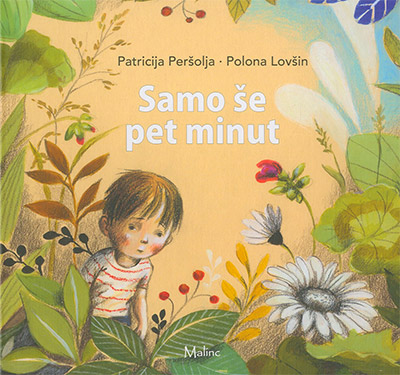 Patricija Peršolja · Polona Lovšin
Samo še
pet minut
Malinc